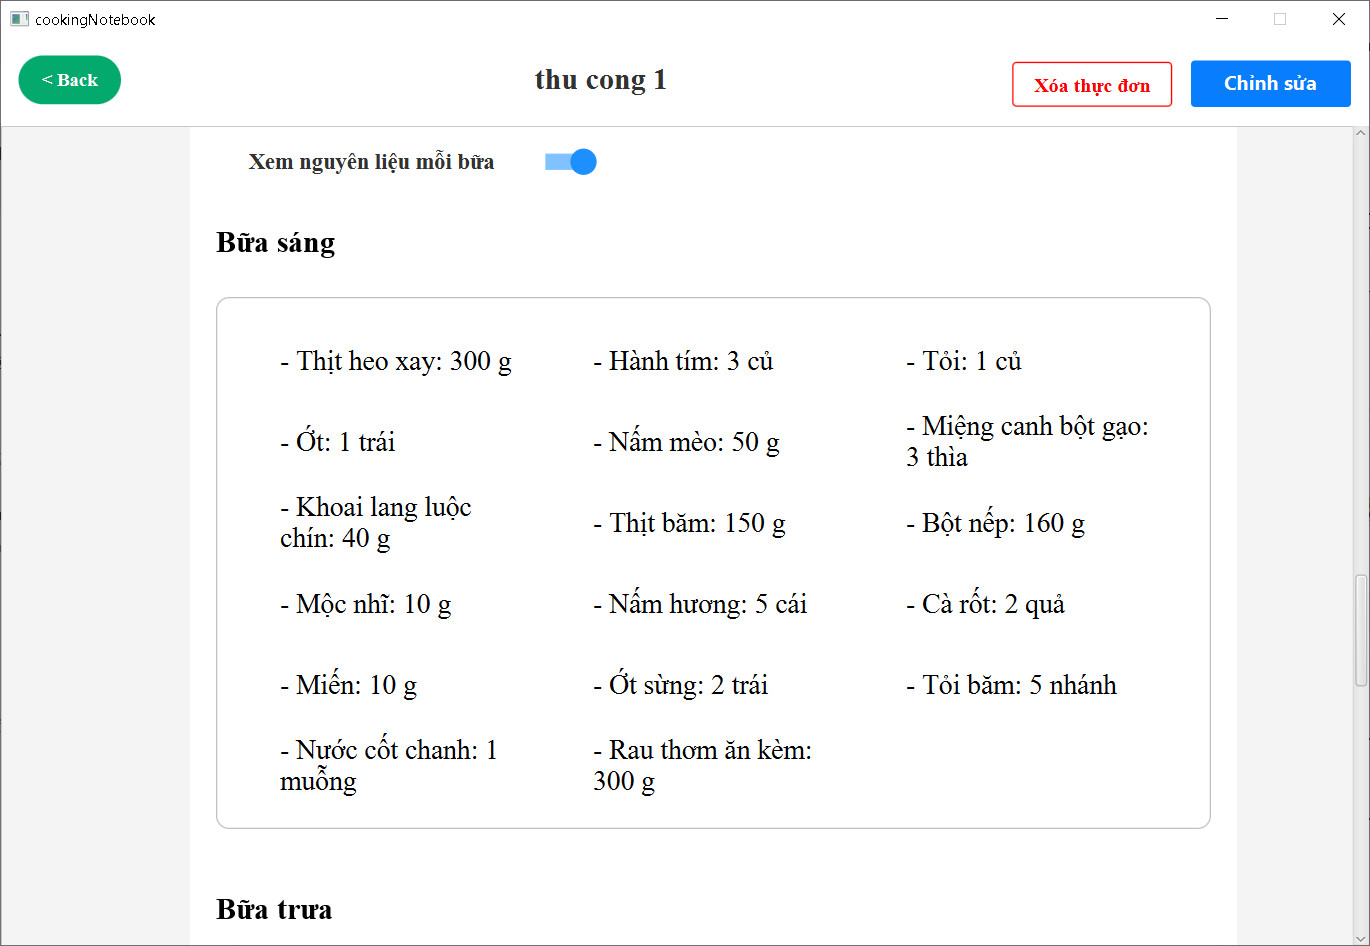 cookingNotebook
< Back
thu cong 1
Xóa thực đơn
Chỉnh sửa
Xem nguyên liệu mỗi bữa
Bữa sáng
- Thịt heo xay: 300 g
- Hành tím: 3 củ
- Tỏi: 1 củ
- Ớt: 1 trái
- Nấm mèo: 50 g
- Miệng canh bột gạo:
3 thìa
- Khoai lang luộc
chín: 40 g
- Thịt băm: 150 g
- Bột nếp: 160 g
- Mộc nhĩ: 10 g
- Nấm hương: 5 cái
- Cà rốt: 2 quả
- Miến: 10 g
- Ớt sừng: 2 trái
- Tỏi băm: 5 nhánh
- Nước cốt chanh: 1
muỗng
- Rau thơm ăn kèm:
300 g
Bữa trưa